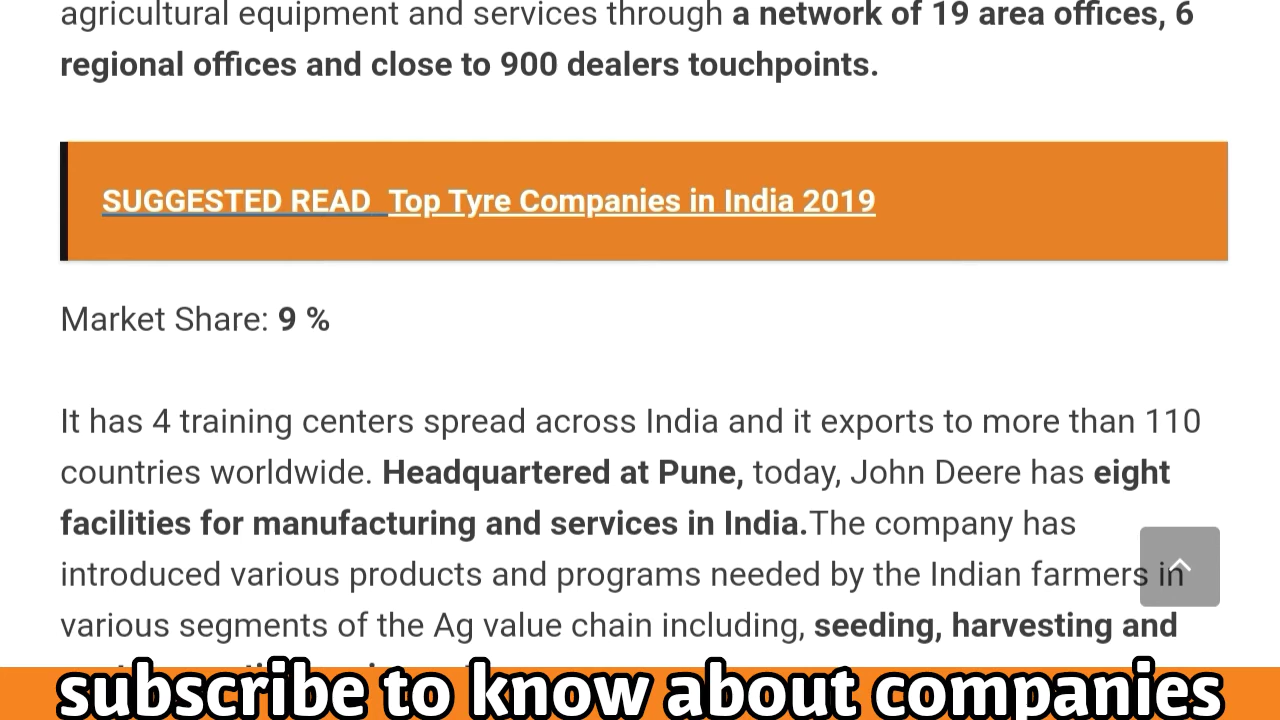 agricultural equipment and services through a network of 19 area offices, 6
regional offices and close to 900 dealers touchpoints.
SUGGESTED READ Top Tyre Companies in India 2019
Market Share: 9 %
It has 4 training centers spread across India and it exports to more than 110
countries worldwide. Headquartered at Pune, today, John Deere has eight
facilities for manufacturing and services in India.The company has
introduced various products and programs needed by the Indian farmers in
various segments of the Ag value chain including, seeding, harvesting and
subscribe to know about companies